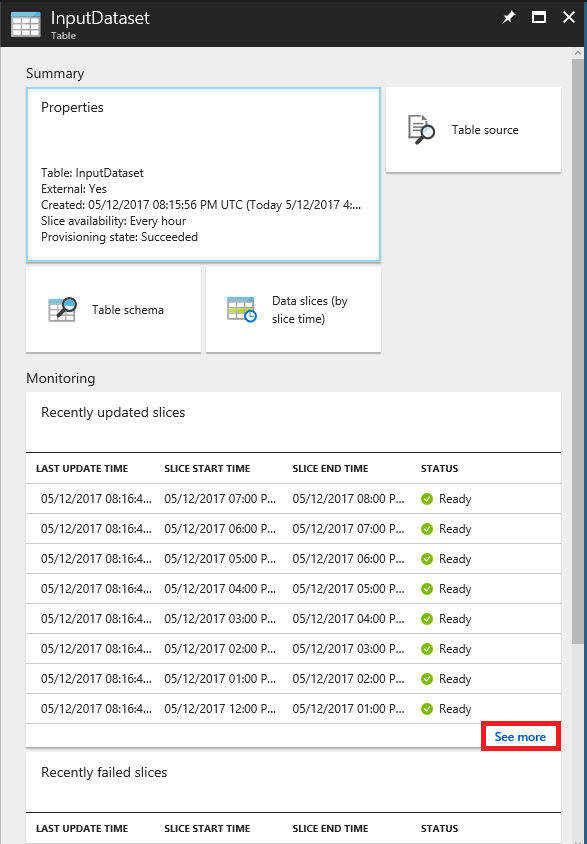 InputDataset
Table
Summary
Properties
Table: InputDataset
External: Yes
Created: 05/12/2017 08:15:56 PM UTC (Today 5/12/2017 4:...
Slice availability: Every hour
Provisioning state: Succeeded
Table source
Table schema
Data slices (by
slice time)
Monitoring
Recently updated slices
LAST UPDATE TIME SLICE START TIME SLICE END TIME STATUS
05/12/2017 08:16:4... 05/12/2017 07:00 P... 05/12/2017 08:00 P... Ready
05/12/2017 08:16:4... 05/12/2017 06:00 P... 05/12/2017 07:00 P... Ready
05/12/2017 08:16:4... 05/12/2017 05:00 P... 05/12/2017 06:00 P... Ready
05/12/2017 08:16:4... 05/12/2017 04:00 P... 05/12/2017 05:00 P... Ready
05/12/2017 08:16:4... 05/12/2017 03:00 P... 05/12/2017 04:00 P... Ready
05/12/2017 08:16:4... 05/12/2017 02:00 P... 05/12/2017 03:00 P... Ready
05/12/2017 08:16:4... 05/12/2017 01:00 P... 05/12/2017 02:00 P... Ready
05/12/2017 08:16:4... 05/12/2017 12:00 P... 05/12/2017 01:00 P... Ready
See more
Recently failed slices
LAST UPDATE TIME SLICE START TIME SLICE END TIME STATUS